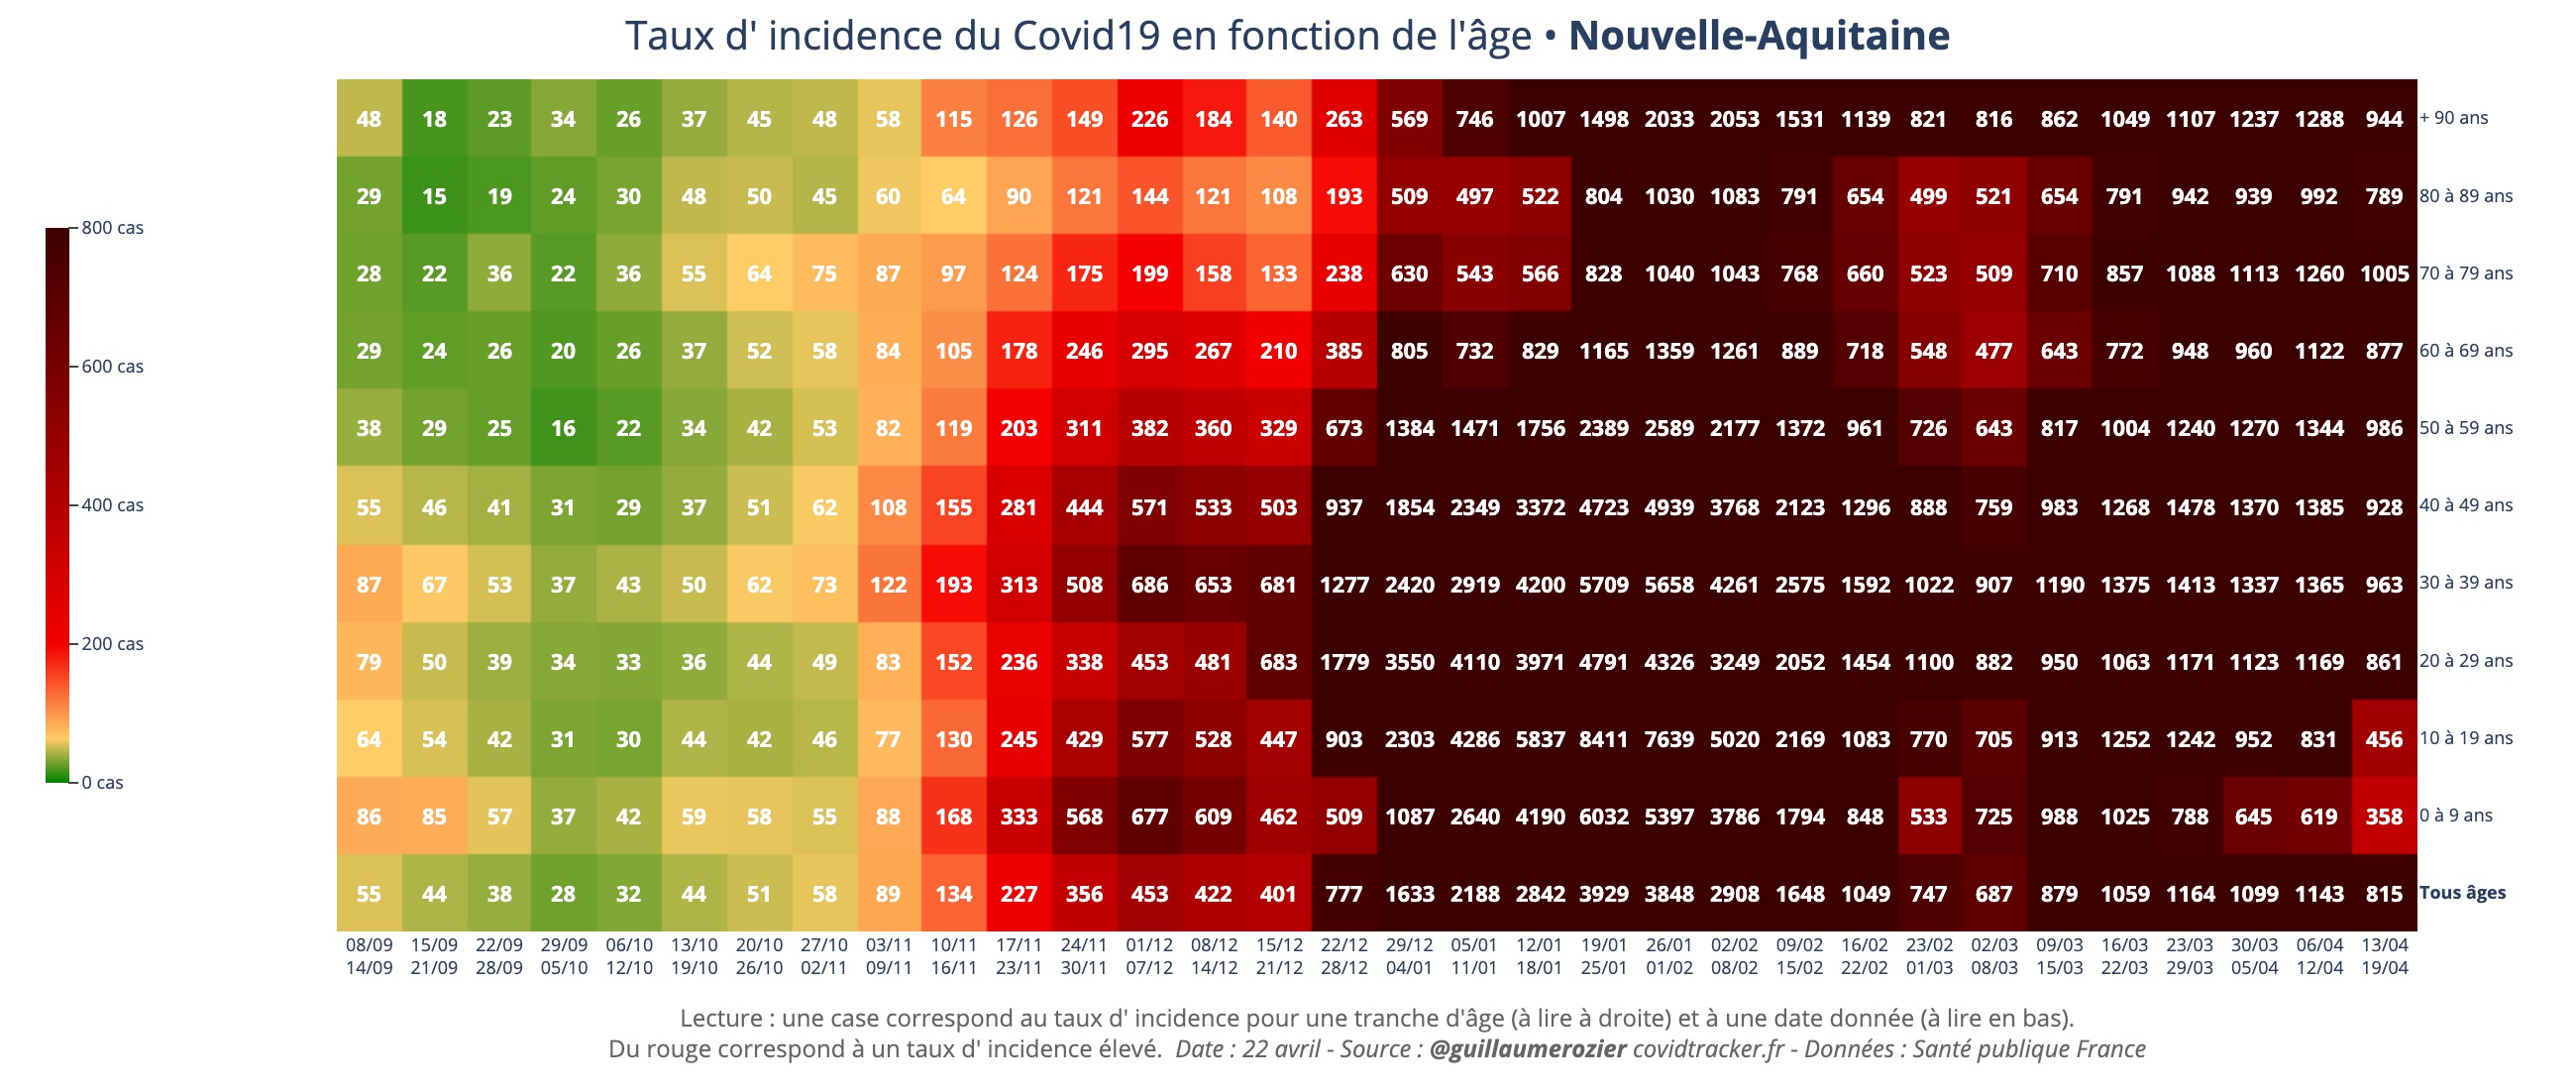 Taux d' incidence du Covid19 en fonction de l'âge • Nouvelle-Aquitaine
800 cas
600 cas
400 cas
200 cas
0 cas
48 18 23 34 26 37 45 48 58 115 126 149 226 184 140 263 569 746 1007 1498 2033 2053 1531 1139 821 816 862 1049 1107 1237 1288 944 + 90 ans
29 15 19 24 30 48 50 45 60 64 90 121 144 121 108 193 509 497 522 804 1030 1083 791 654 499 521 654 791 942 939 992 789 80 à 89 ans
28 22 36 22 36 55 64 75 87 97 124 175 199 158 133 238 630 543 566 828 1040 1043 768 660 523 509 710 857 1088 1113 1260 1005 70 à 79 ans
29 24 26 20 26 37 52 58 84 105 178 246 295 267 210 385 805 732 829 1165 1359 1261 889 718 548 477 643 772 948 960 1122 877 60 à 69 ans
38 29 25 16 22 34 42 53 82 119 203 311 382 360 329 673 1384 1471 1756 2389 2589 2177 1372 961 726 643 817 1004 1240 1270 1344 986 50 à 59 ans
55 46 41 31 29 37 51 62 108 155 281 444 571 533 503 937 1854 2349 3372 4723 4939 3768 2123 1296 888 759 983 1268 1478 1370 1385 928 40 à 49 ans
87 67 53 37 43 50 62 73 122 193 313 508 686 653 681 1277 2420 2919 4200 5709 5658 4261 2575 1592 1022 907 1190 1375 1413 1337 1365 963 30 à 39 ans
79 50 39 34 33 36 44 49 83 152 236 338 453 481 683 1779 3550 4110 3971 4791 4326 3249 2052 1454 1100 882 950 1063 1171 1123 1169 861 20 à 29 ans
64 54 42 31 30 44 42 46 77 130 245 429 577 528 447 903 2303 4286 5837 8411 7639 5020 2169 1083 770 705 913 1252 1242 952 831 456 10 à 19 ans
86 85 57 37 42 59 58 55 88 168 333 568 677 609 462 509 1087 2640 4190 6032 5397 3786 1794 848 533 725 988 1025 788 645 619 358 0 à 9 ans
55 44 38 28 32 44 51 58 89 134 227 356 453 422 401 777 1633 2188 2842 3929 3848 2908 1648 1049 747 687 879 1059 1164 1099 1143 815 Tous âges
08/09 15/09 22/09 29/09 06/10 13/10 20/10 27/10 03/11 10/11 17/11 24/11 01/12 08/12 15/12 22/12 29/12 05/01 12/01 19/01 26/01 02/02 09/02 16/02 23/02 02/03 09/03 16/03 23/03 30/03 06/04 13/04
14/09 21/09 28/09 05/10 12/10 19/10 26/10 02/11 09/11 16/11 23/11 30/11 07/12 14/12 21/12 28/12 04/01 11/01 18/01 25/01 01/02 08/02 15/02 22/02 01/03 08/03 15/03 22/03 29/03 05/04 12/04 19/04
Lecture : une case correspond au taux d' incidence pour une tranche d'âge (à lire à droite) et à une date donnée (à lire en bas).
Du rouge correspond à un taux d' incidence élevé. Date : 22 avril - Source : @guillaumerozier covidtracker.fr - Données : Santé publique France